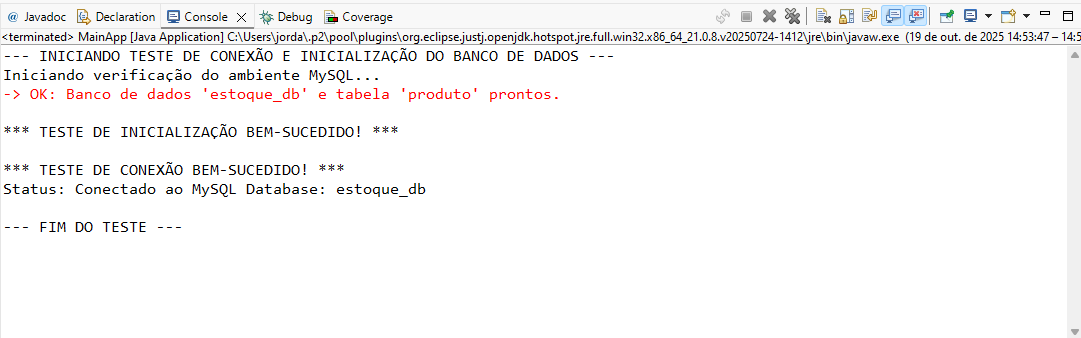 Javadoc Declaration Console Debug Coverage
<terminated> MainApp [Java Application] C:\Users\jorda\.p2\pool\plugins\org.eclipse.justj.openjdk.hotspot.jre.full.win32.x86_64_21.0.8.v20250724-1412\jre\bin\javaw.exe (19 de out. de 2025 14:53:47 – 14:5
--- INICIANDO TESTE DE CONEXÃO E INICIALIZAÇÃO DO BANCO DE DADOS ---
Iniciando verificação do ambiente MySQL...
-> OK: Banco de dados 'estoque_db' e tabela 'produto' prontos.
*** TESTE DE INICIALIZAÇÃO BEM-SUCEDIDO! ***
*** TESTE DE CONEXÃO BEM-SUCEDIDO! ***
Status: Conectado ao MySQL Database: estoque_db
--- FIM DO TESTE ---